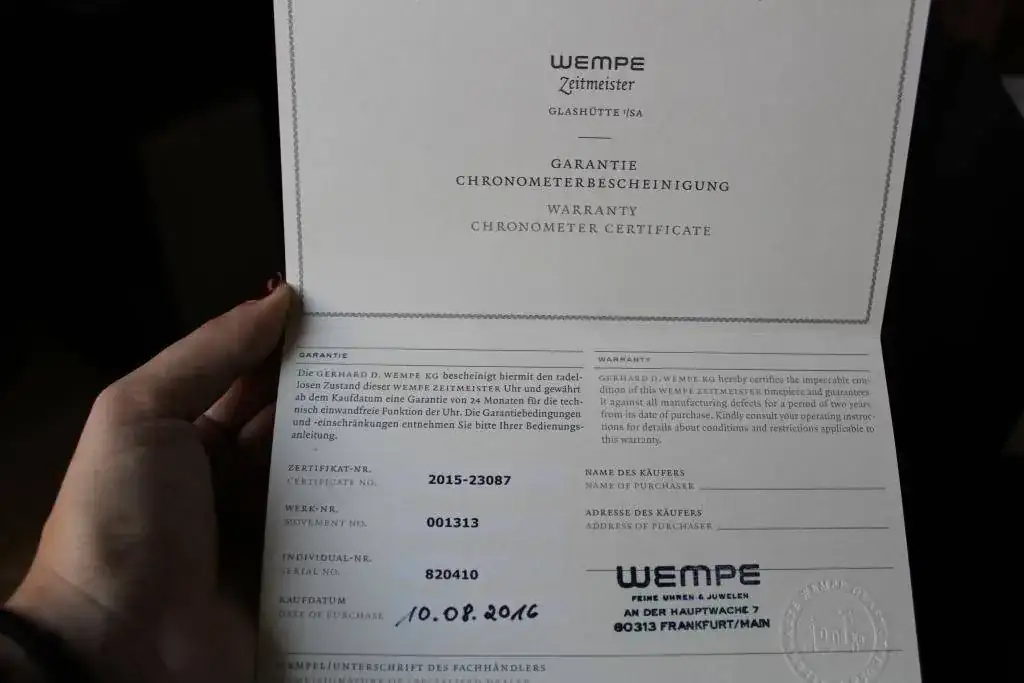 WEMPE
Zeitmeister
GLASHÜTTE I/SA
GARANTIE
CHRONOMETERBESCHEINIGUNG
WARRANTY
CHRONOMETER CERTIFICATE
GARANTIE
Die GERHARD D. WEMPE KG bescheinigt hiermit den tadel-
losen Zustand dieser WEMPE ZEITMEISTER Uhr und gewährt
ab dem Kaufdatum eine Garantie von 24 Monaten für die tech-
nisch einwandfreie Funktion der Uhr. Die Garantiebedingungen
und -einschränkungen entnehmen Sie bitte Ihrer Bedienungs-
anleitung.
WARRANTY
GERHARD D. WEMPE KG hereby certifies the impeccable con-
dition of this WEMPE ZEITMEISTER timepiece and guarantees
it against all manufacturing defects for a period of two years
from its date of purchase. Kindly consult your operating instruc-
tions for details about conditions and restrictions applicable to
this warranty.
ZERTIFIKAT-NR.
CERTIFICATE NO.
2015-23087
WERK-NR.
MOVEMENT NO.
001313
INDIVIDUAL-NR.
SERIAL NO.
820410
KAUFDATUM
DATE OF PURCHASE
10.08.2016
NAME DES KÄUFERS
NAME OF PURCHASER
ADRESSE DES KÄUFERS
ADDRESS OF PURCHASER
WEMPE
FEINE UHREN & JUWELEN
AN DER HAUPTWACHE 7
60313 FRANKFURT/MAIN
STEMPEL/UNTERSCHRIFT DES FACHHÄNDLERS